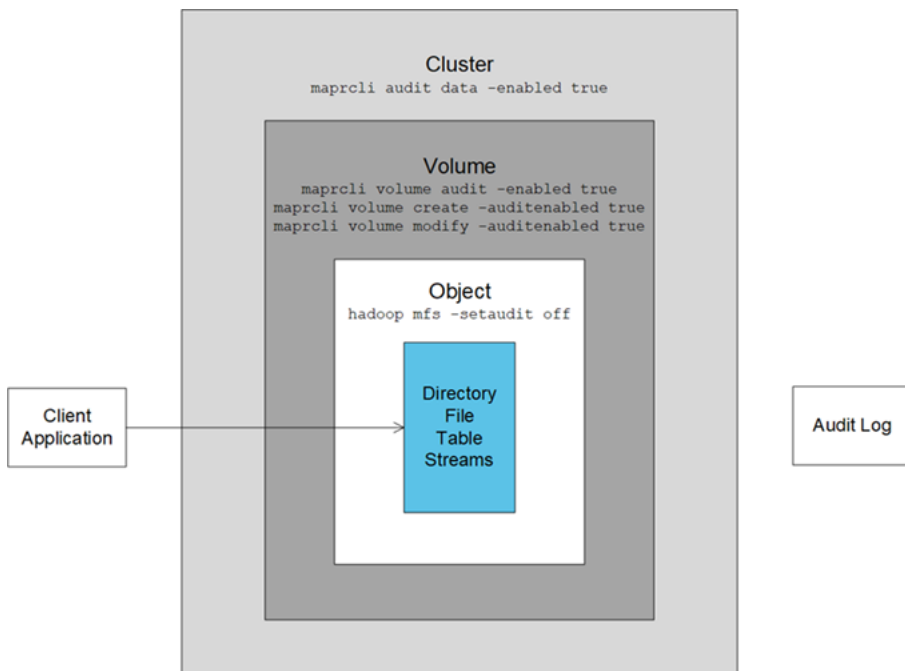 Cluster
maprcli audit data -enabled true
Volume
maprcli volume audit -enabled true
maprcli volume create -auditenabled true
maprcli volume modify -auditenabled true
Object
hadoop mfs -setaudit off
Directory
File
Table
Streams
Client
Application
Audit Log